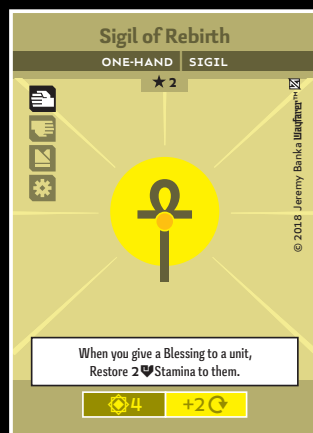 Sigil of Rebirth
ONE-HAND | SIGIL
★ 2
When you give a Blessing to a unit,
Restore 2 Stamina to them.
4 +2
© 2018 Jeremy Banka